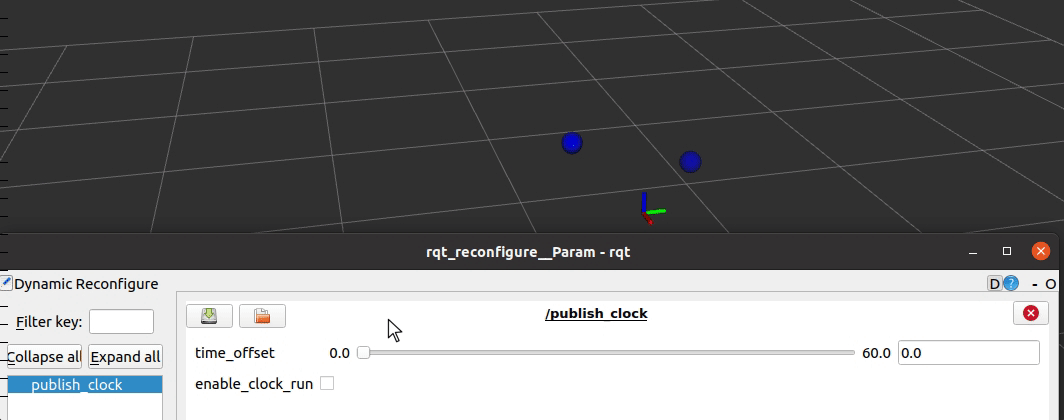 rqt_reconfigure__Param - rqt
Dynamic Reconfigure
D ? - O
Filter key:
/publish_clock
Collapse all Expand all
time_offset 0.0 60.0 0.0
publish_clock
enable_clock_run